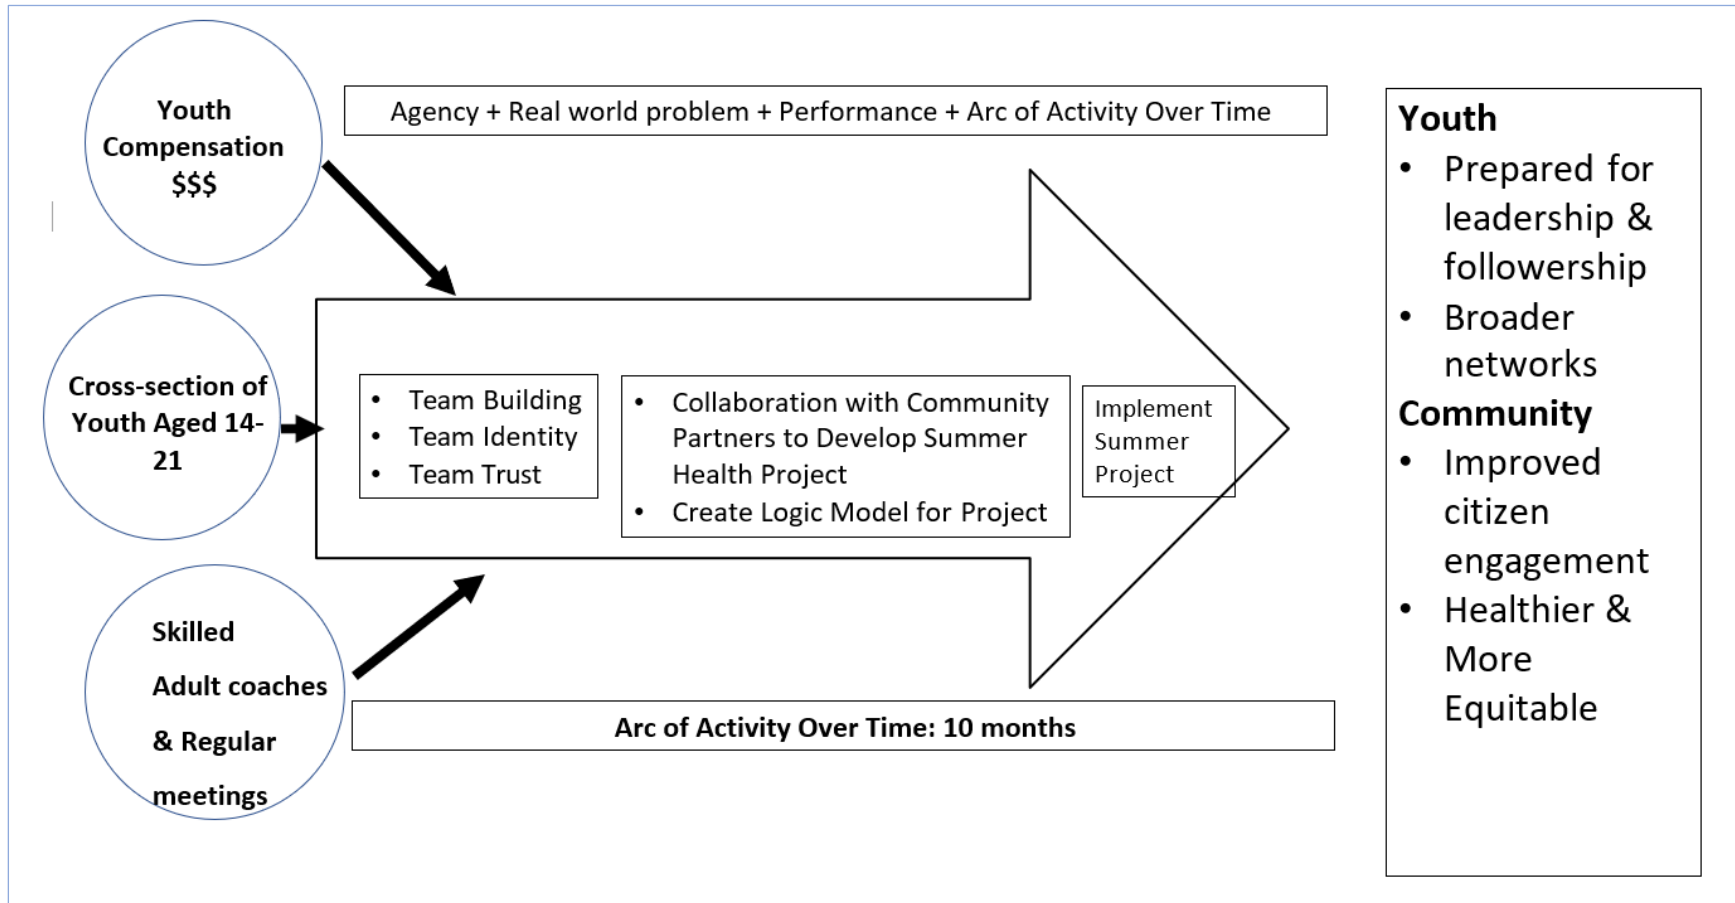 Youth
Compensation
$$$
Agency + Real world problem + Performance + Arc of Activity Over Time
Cross-section of
Youth Aged 14-
21
• Team Building
• Team Identity
• Team Trust
• Collaboration with Community
Partners to Develop Summer
Health Project
• Create Logic Model for Project
Implement
Summer
Project
Skilled
Adult coaches
& Regular
meetings
Arc of Activity Over Time: 10 months
Youth
• Prepared for
leadership &
followership
• Broader
networks
Community
• Improved
citizen
engagement
• Healthier &
More
Equitable